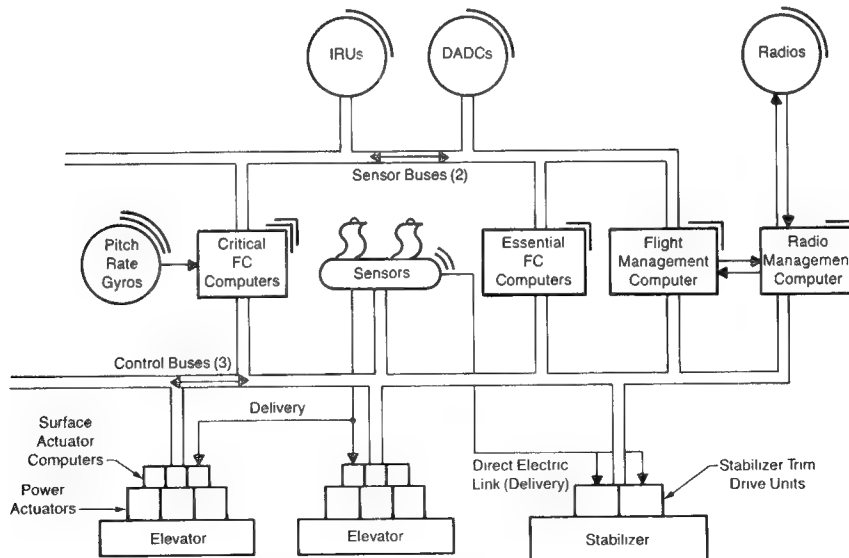 IRUs
DADCs
Radios
Sensor Buses (2)
Pitch
Rate
Gyros
Critical
FC
Computers
Sensors
Essential
FC
Computers
Flight
Management
Computer
Radio
Management
Computer
Control Buses (3)
Delivery
Surface
Actuator
Computers
Power
Actuators
Direct Electric
Link (Delivery)
Stabilizer Trim
Drive Units
Elevator
Elevator
Stabilizer